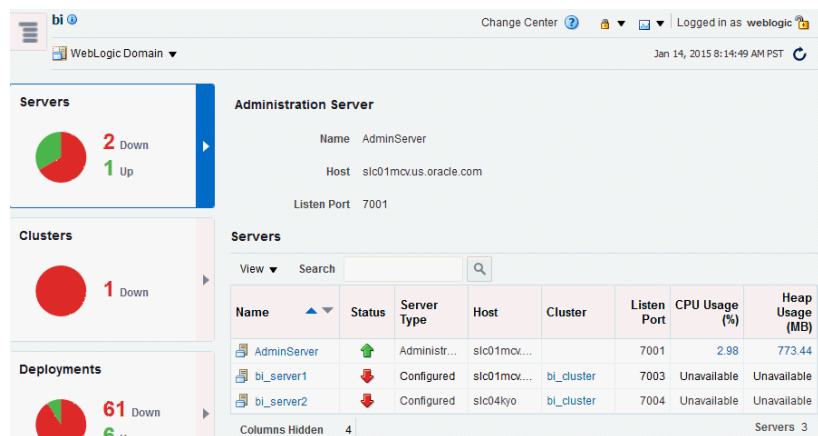 bi
Change Center
Logged in as weblogic
WebLogic Domain
Jan 14, 2015 8:14:49 AM PST
Servers
2 Down
1 Up
Clusters
1 Down
Deployments
61 Down
6
Administration Server
Name AdminServer
Host slc01mcv.us.oracle.com
Listen Port 7001
Servers
View Search
Name Status Server Type Host Cluster Listen Port CPU Usage (%) Heap Usage (MB)
AdminServer Administr... slc01mcv.... 7001 2.98 773.44
bi_server1 Configured slc01mcv.... bi_cluster 7003 Unavailable Unavailable
bi_server2 Configured slc04kyo bi_cluster 7004 Unavailable Unavailable
Columns Hidden 4 Servers 3